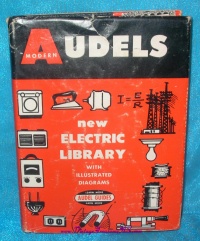 AUDELS
MODERN
new
ELECTRIC
LIBRARY
WITH
ILLUSTRATED
DIAGRAMS
AUDEL GUIDES